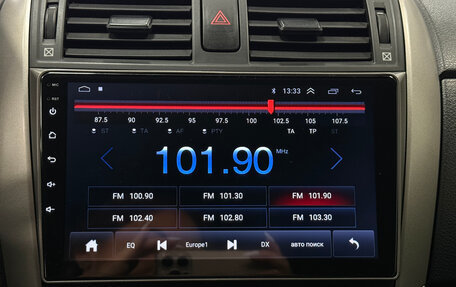 MIC
13:33
RST
87.5 90 92.5 95 97.5 100 102.5 105 107.5
ST TA AF PTY TA TP ST
101.90 MHz
FM 100.90 FM 101.30 FM 101.90
FM 102.40 FM 102.80 FM 103.30
EQ Europe1 DX авто поиск